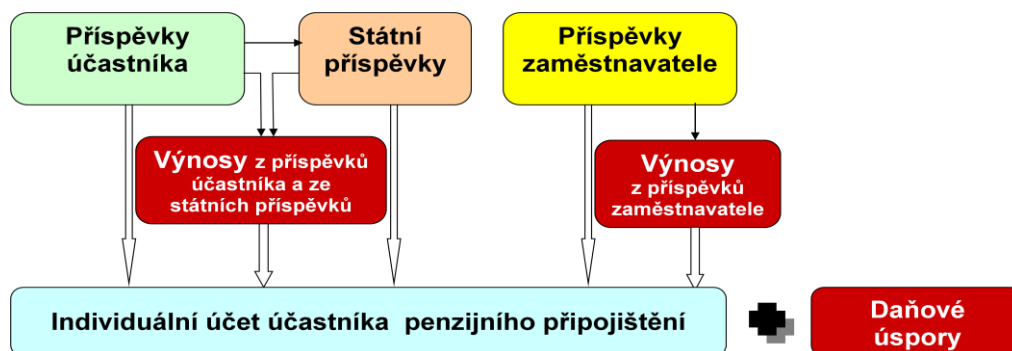 Příspěvky
účastníka
Státní
příspěvky
Příspěvky
zaměstnavatele
Výnosy z příspěvků
účastníka a ze
státních příspěvků
Výnosy
z příspěvků
zaměstnavatele
Individuální účet účastníka penzijního připojištění
Daňové
úspory